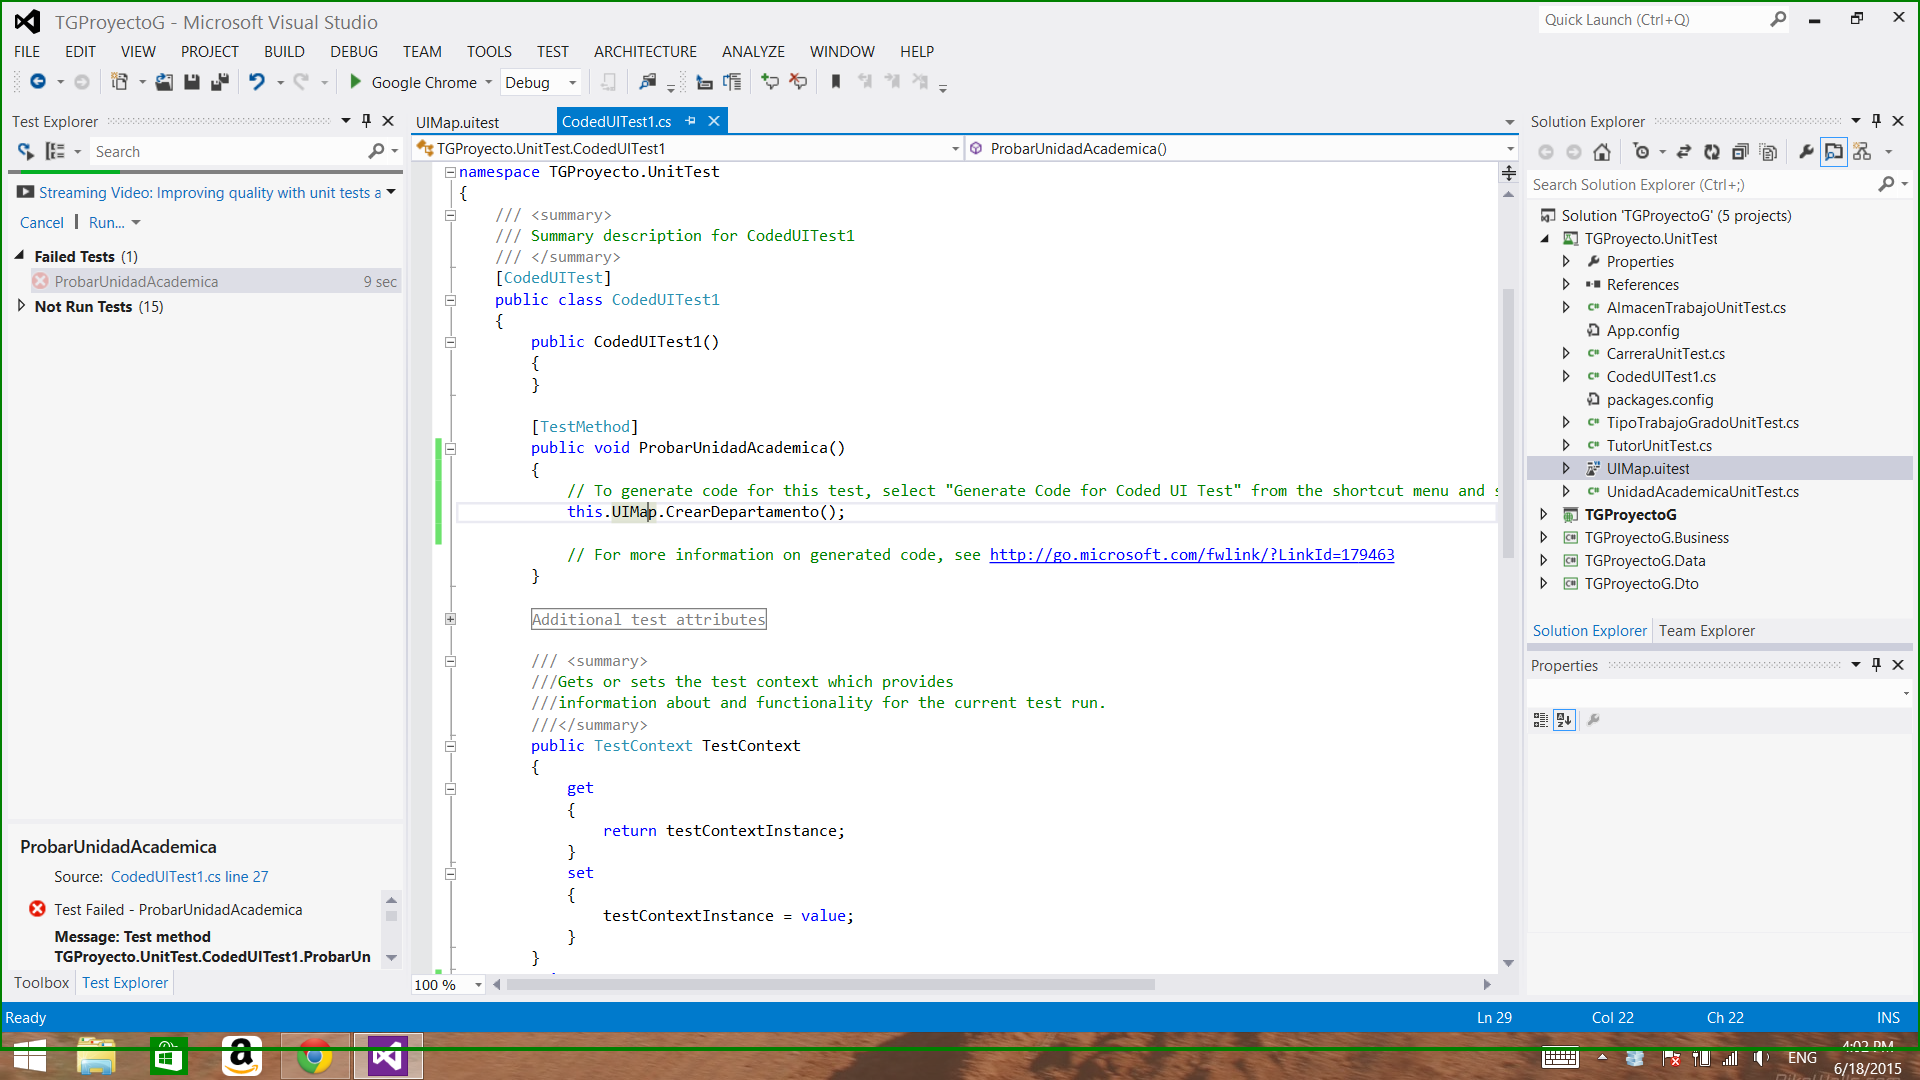 TGProyectoG - Microsoft Visual Studio
Quick Launch (Ctrl+Q)
FILE EDIT VIEW PROJECT BUILD DEBUG TEAM TOOLS TEST ARCHITECTURE ANALYZE WINDOW HELP
Google Chrome Debug
Test Explorer
Search
Streaming Video: Improving quality with unit tests a
Cancel | Run...
Failed Tests (1)
ProbarUnidadAcademica 9 sec
Not Run Tests (15)
ProbarUnidadAcademica
Source: CodedUITest1.cs line 27
Test Failed - ProbarUnidadAcademica
Message: Test method
TGProyecto.UnitTest.CodedUITest1.ProbarUn
Toolbox Test Explorer
UIMap.uitest CodedUITest1.cs
TGProyecto.UnitTest.CodedUITest1 ProbarUnidadAcademica()
namespace TGProyecto.UnitTest
{
/// <summary>
/// Summary description for CodedUITest1
/// </summary>
[CodedUITest]
public class CodedUITest1
{
public CodedUITest1()
{
}
[TestMethod]
public void ProbarUnidadAcademica()
{
// To generate code for this test, select "Generate Code for Coded UI Test" from the shortcut menu and s
this.UIMap.CrearDepartamento();
// For more information on generated code, see http://go.microsoft.com/fwlink/?LinkId=179463
}
Additional test attributes
/// <summary>
///Gets or sets the test context which provides
///information about and functionality for the current test run.
///</summary>
public TestContext TestContext
{
get
{
return testContextInstance;
}
set
{
testContextInstance = value;
}
}
100 %
Solution Explorer
Search Solution Explorer (Ctrl+;)
Solution 'TGProyectoG' (5 projects)
TGProyecto.UnitTest
Properties
References
AlmacenTrabajoUnitTest.cs
App.config
CarreraUnitTest.cs
CodedUITest1.cs
packages.config
TipoTrabajoGradoUnitTest.cs
TutorUnitTest.cs
UIMap.uitest
UnidadAcademicaUnitTest.cs
TGProyectoG
TGProyectoG.Business
TGProyectoG.Data
TGProyectoG.Dto
Solution Explorer Team Explorer
Properties
Ready Ln 29 Col 22 Ch 22 INS
ENG
4:02 PM
6/18/2015